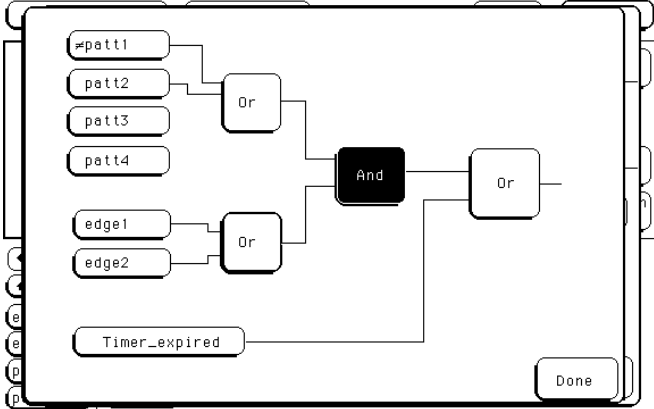 ≠patt1
patt2
Or
patt3
And
patt4
Or
edge1
Or
edge2
Timer_expired
Done
e
e
p
p